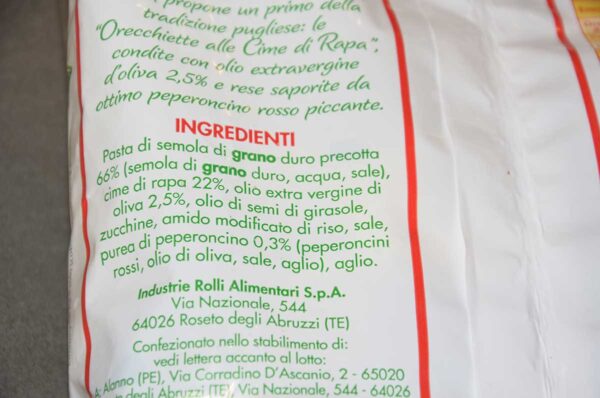 propone un primo della
tradizione pugliese: le
"Orecchiette alle Cime di Rapa",
condite con olio extravergine
d'oliva 2,5% e rese saporite da
ottimo peperoncino rosso piccante.
INGREDIENTI
Pasta di semola di grano duro precotta
66% (semola di grano duro, acqua, sale),
cime di rapa 22%, olio extra vergine di
oliva 2,5%, olio di semi di girasole,
zucchine, amido modificato di riso, sale,
purea di peperoncino 0,3% (peperoncini
rossi, olio di oliva, sale, aglio), aglio.
Industrie Rolli Alimentari S.p.A.
Via Nazionale, 544
64026 Roseto degli Abruzzi (TE)
Confezionato nello stabilimento di:
vedi lettera accanto al lotto:
A: Alanno (PE), Via Corradino D'Ascanio, 2 - 65020
degli Abruzzi (TE), Via Nazionale, 544 - 64026